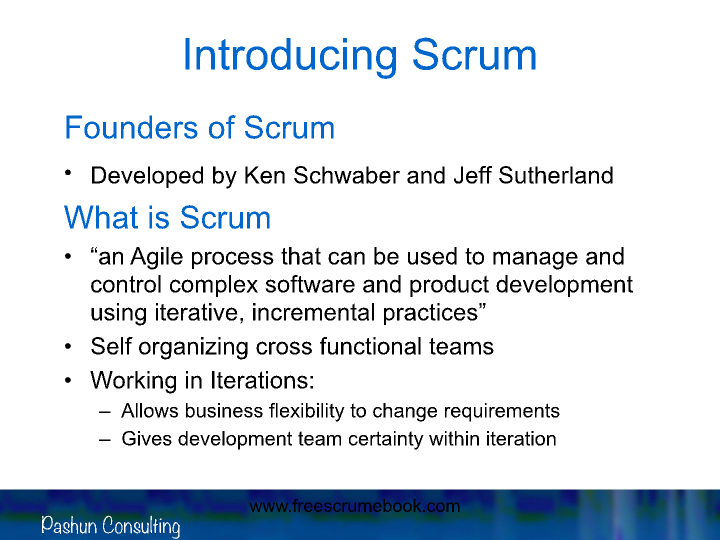 Introducing Scrum
Founders of Scrum
• Developed by Ken Schwaber and Jeff Sutherland
What is Scrum
• “an Agile process that can be used to manage and
control complex software and product development
using iterative, incremental practices”
• Self organizing cross functional teams
• Working in Iterations:
– Allows business flexibility to change requirements
– Gives development team certainty within iteration
www.freescrumebook.com
Pashun Consulting